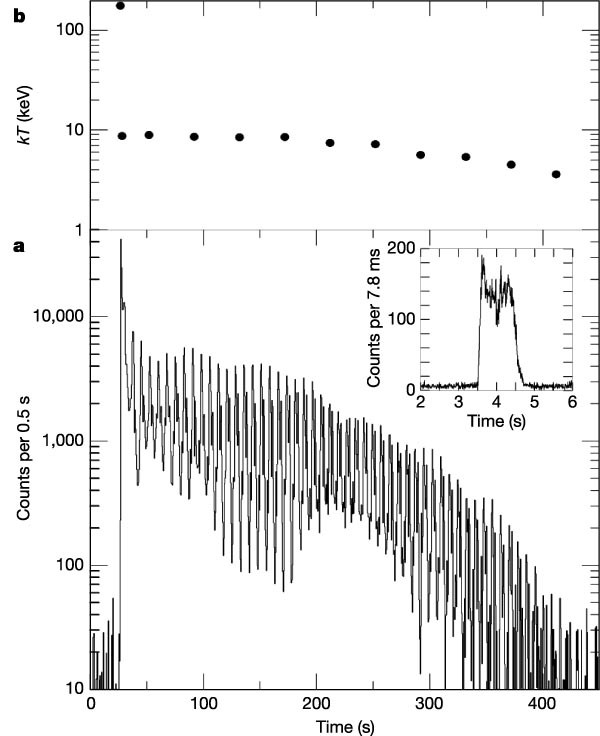 b
100
10
1
kT (keV)
a
10,000
1,000
100
10
Counts per 0.5 s
0 100 200 300 400
Time (s)
200
100
0
Counts per 7.8 ms
2 3 4 5 6
Time (s)